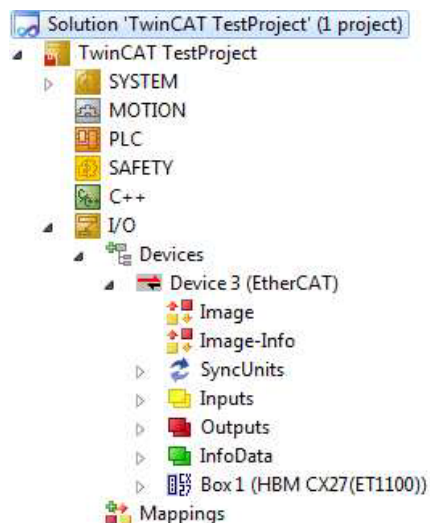 Solution 'TwinCAT TestProject' (1 project)
TwinCAT TestProject
SYSTEM
MOTION
PLC
SAFETY
C++
I/O
Devices
Device 3 (EtherCAT)
Image
Image-Info
SyncUnits
Inputs
Outputs
InfoData
Box 1 (HBM CX27(ET1100))
Mappings